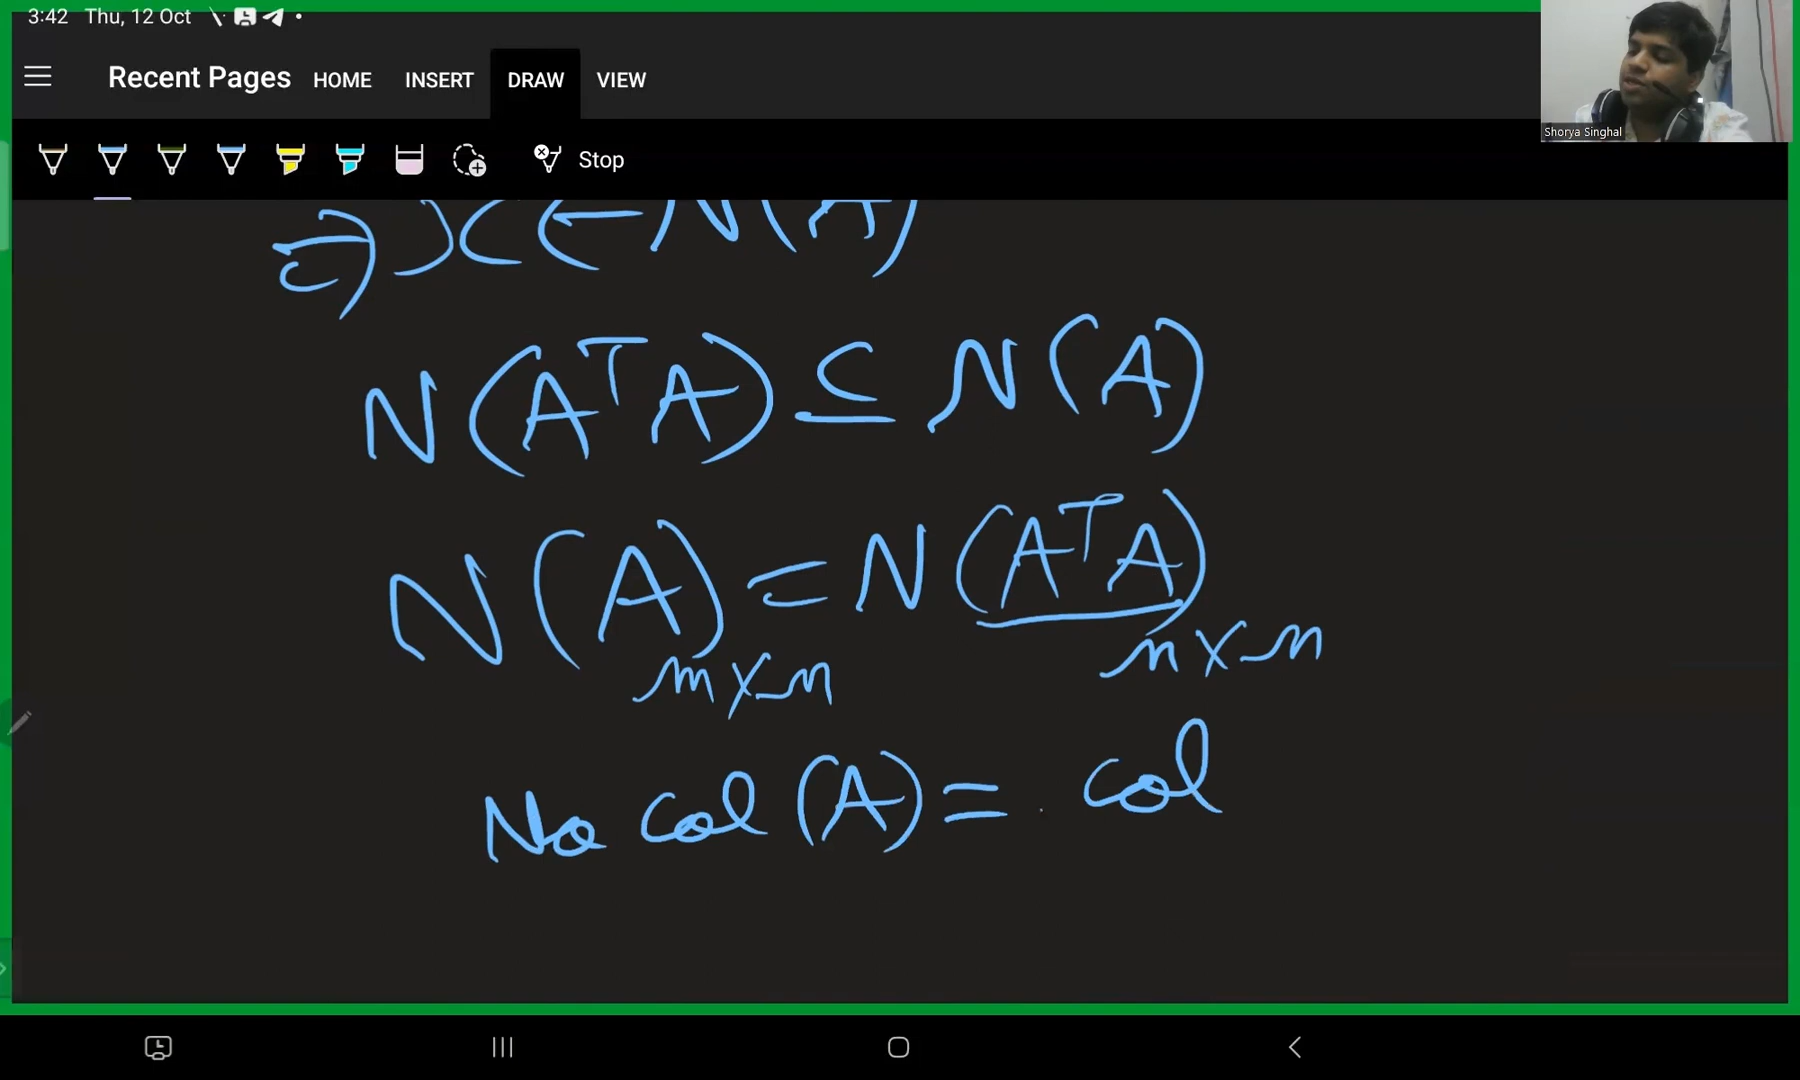 3:42 Thu, 12 Oct
Shorya Singhal
Recent Pages HOME INSERT DRAW VIEW
Stop
⇒ x ∈ N(A)
N(AᵀA) ⊆ N(A)
N(A) = N(AᵀA)
m×n n×n
No col (A) = col